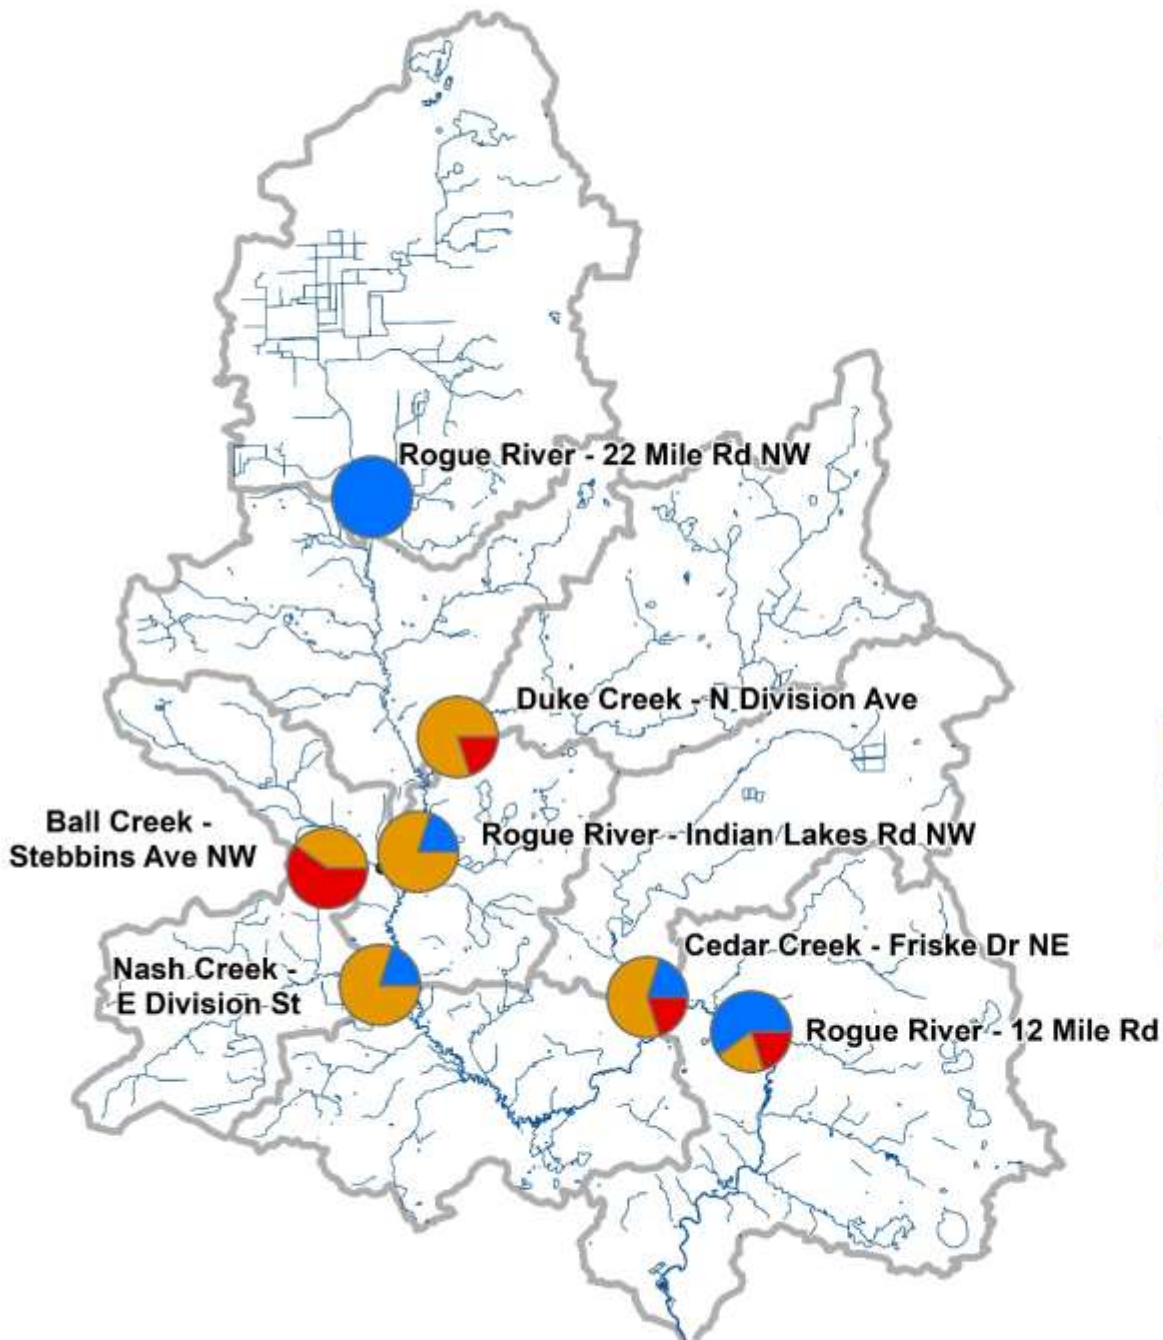 Rogue River - 22 Mile Rd NW
Duke Creek - N Division Ave
Ball Creek -
Stebbins Ave NW
Rogue River - Indian Lakes Rd NW
Cedar Creek - Friske Dr NE
Nash Creek -
E Division St
Rogue River - 12 Mile Rd